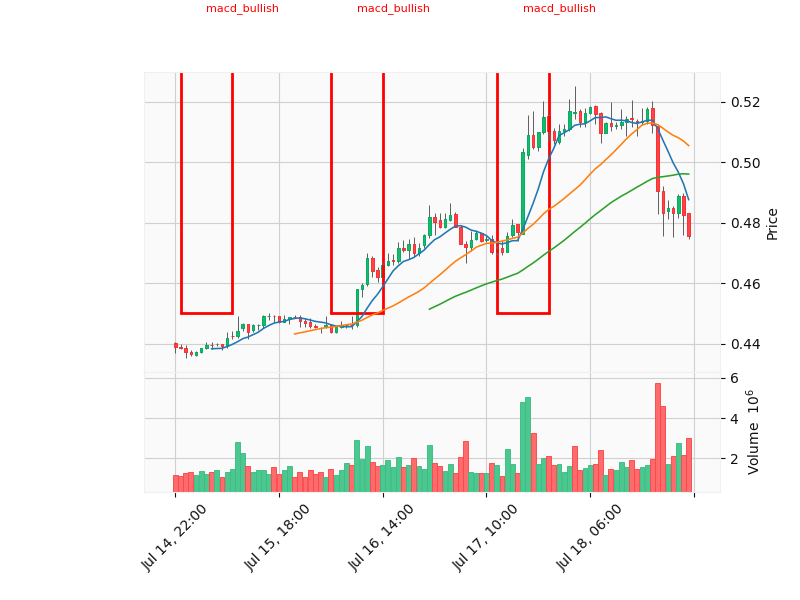 macd_bullish macd_bullish macd_bullish
0.52
0.50
0.48
0.46
0.44
Price
6
4
2
Volume 10^6
Jul 14, 22:00
Jul 15, 18:00
Jul 16, 14:00
Jul 17, 10:00
Jul 18, 06:00